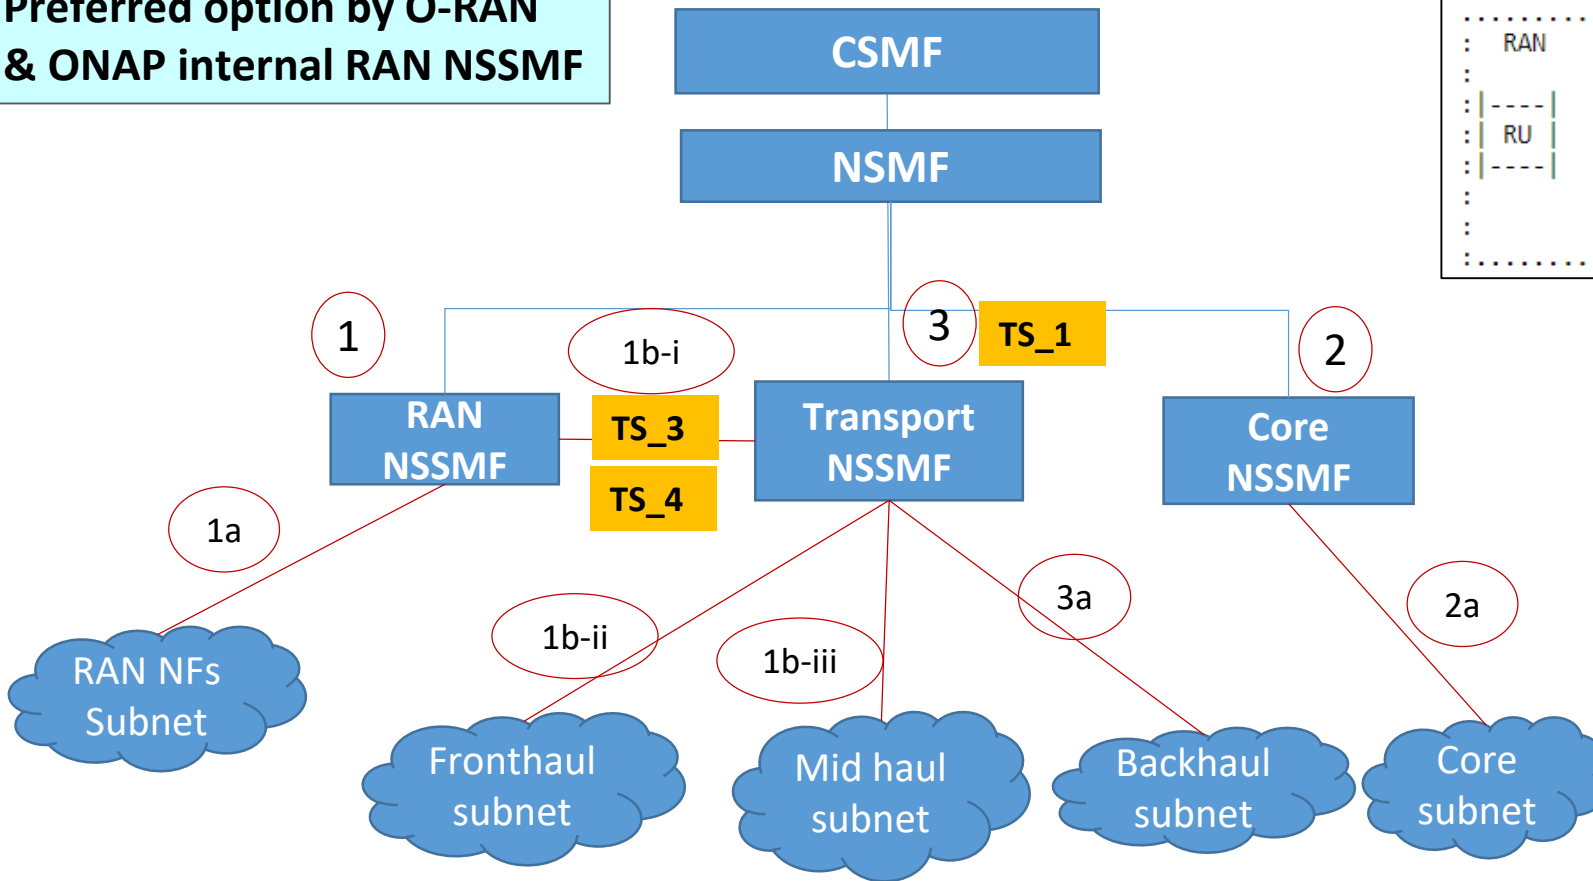 Preferred option by O-RAN
& ONAP internal RAN NSSMF
CSMF
NSMF
..........
: RAN
:
:|----|
:| RU |
:|----|
:
:
:.........
1
1b-i
3
TS_1
2
RAN
NSSMF
TS_3
TS_4
Transport
NSSMF
Core
NSSMF
1a
1b-ii
1b-iii
3a
2a
RAN NFs
Subnet
Fronthaul
subnet
Mid haul
subnet
Backhaul
subnet
Core
subnet